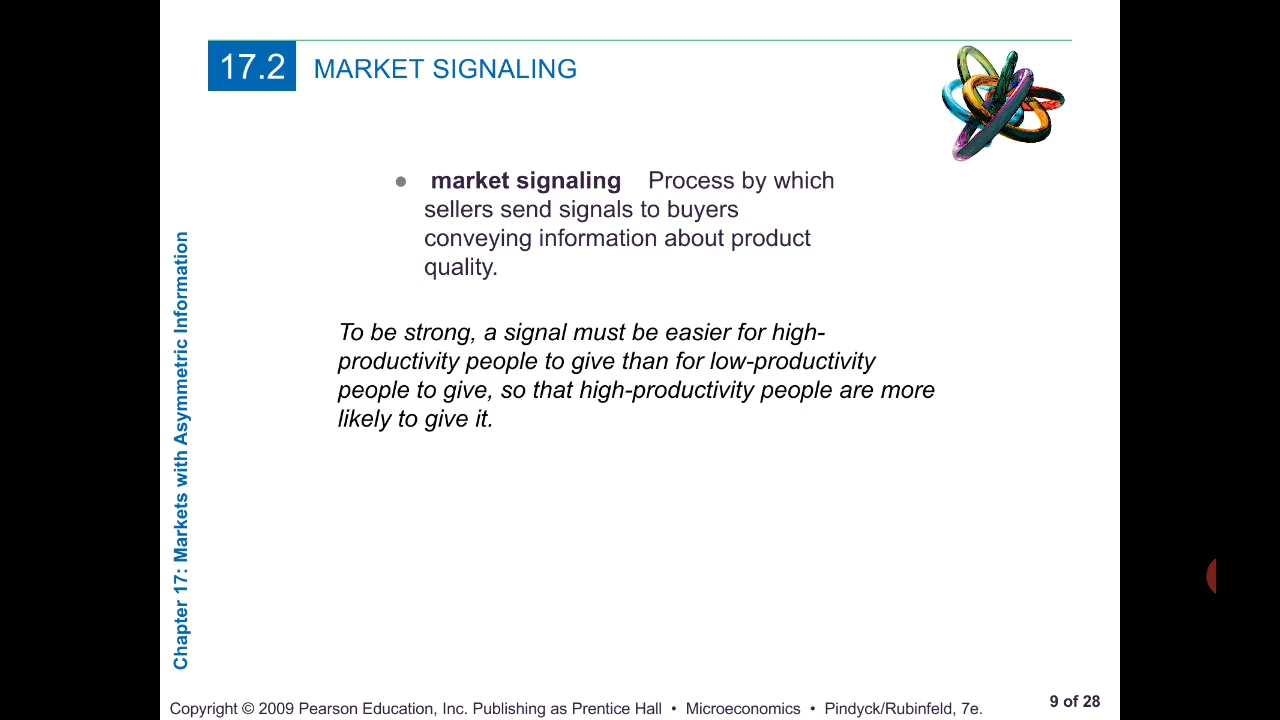 17.2 MARKET SIGNALING
● market signaling Process by which
sellers send signals to buyers
conveying information about product
quality.
To be strong, a signal must be easier for high-
productivity people to give than for low-productivity
people to give, so that high-productivity people are more
likely to give it.
Chapter 17: Markets with Asymmetric Information
Copyright © 2009 Pearson Education, Inc. Publishing as Prentice Hall • Microeconomics • Pindyck/Rubinfeld, 7e.
9 of 28